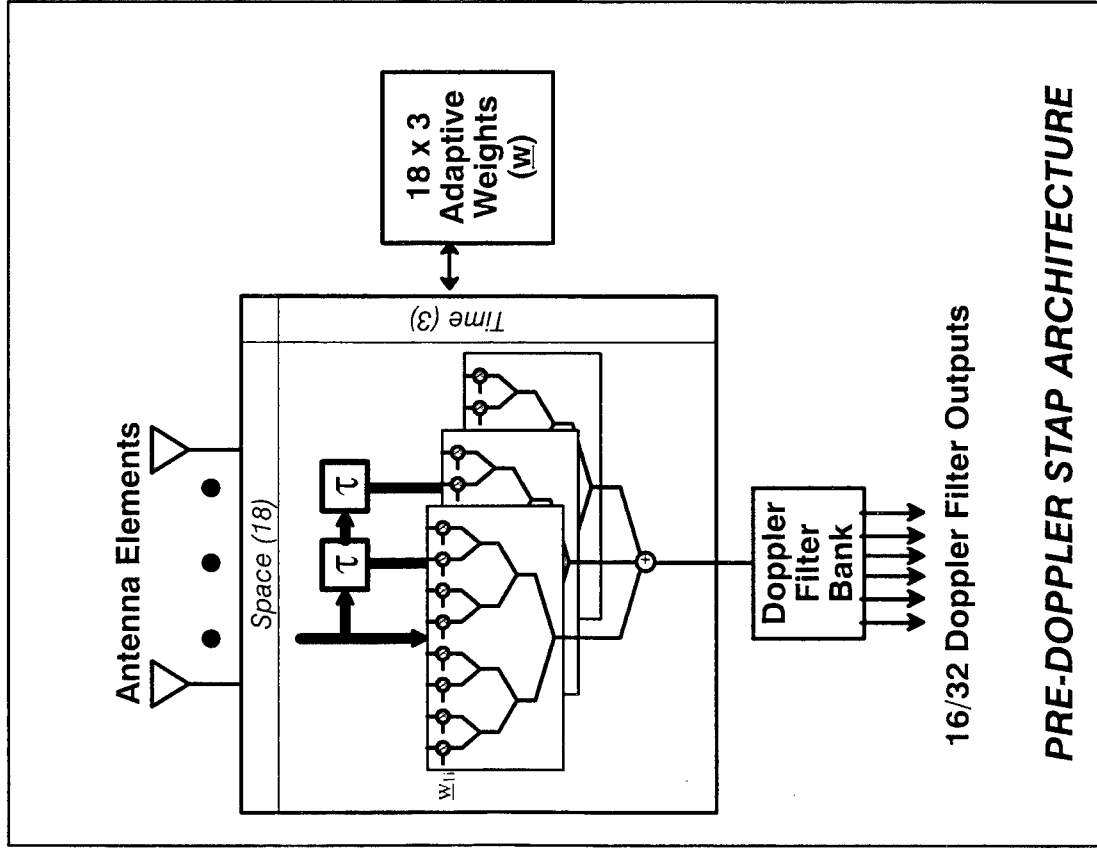 Antenna Elements
Space (18)
Time (3)
τ
τ
w1i
+
18 x 3
Adaptive
Weights
(w)
Doppler
Filter
Bank
16/32 Doppler Filter Outputs
PRE-DOPPLER STAP ARCHITECTURE